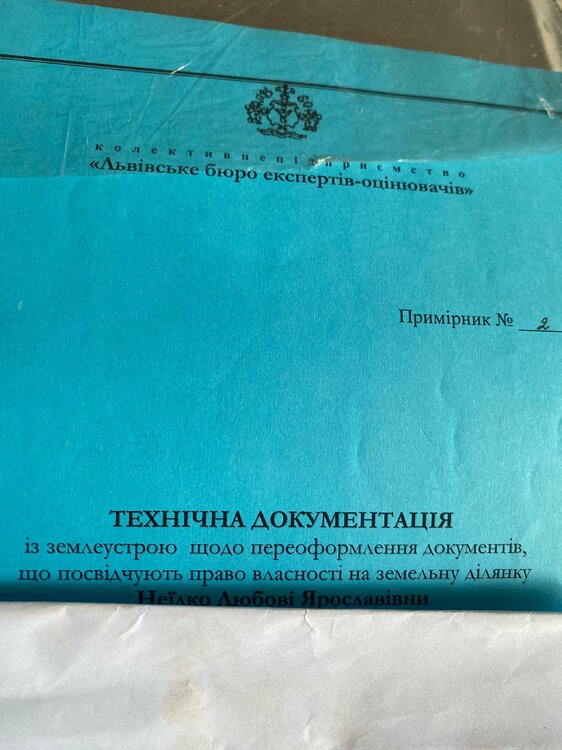 колективне підприємство
«Львівське бюро експертів-оцінювачів»
Примірник № 2
ТЕХНІЧНА ДОКУМЕНТАЦІЯ
із землеустрою щодо переоформлення документів,
що посвідчують право власності на земельну ділянку
Неїлко Любові Ярославівни